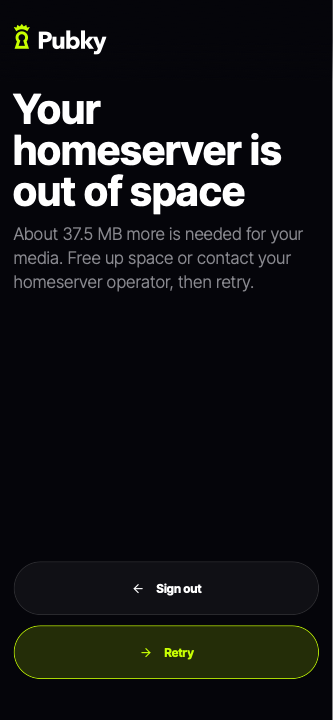 Pubky
Your
homeserver is
out of space
About 37.5 MB more is needed for your
media. Free up space or contact your
homeserver operator, then retry.
Sign out
Retry